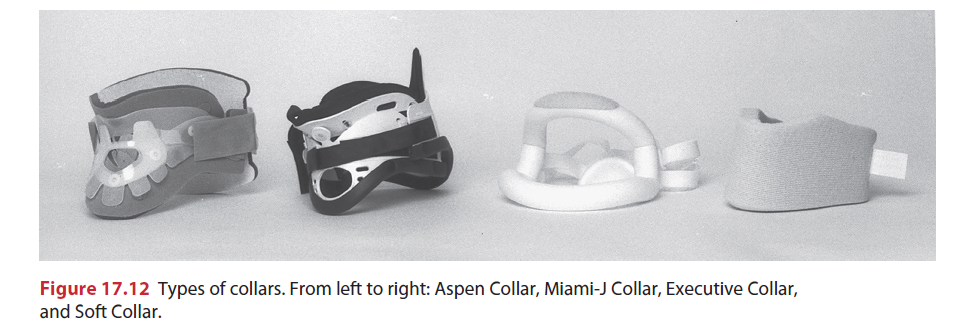 Figure 17.12 Types of collars. From left to right: Aspen Collar, Miami-J Collar, Executive Collar,
and Soft Collar.